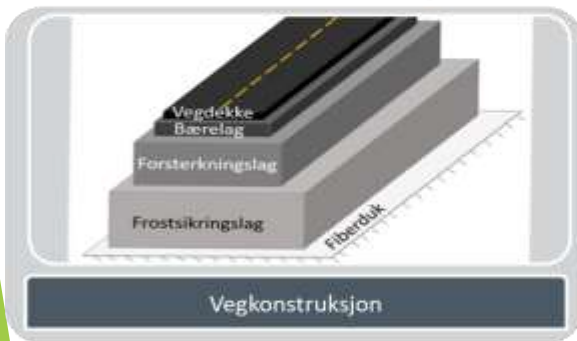 Vegdekke
Bærelag
Forsterkningslag
Frostsikringslag
Fiberduk
Vegkonstruksjon